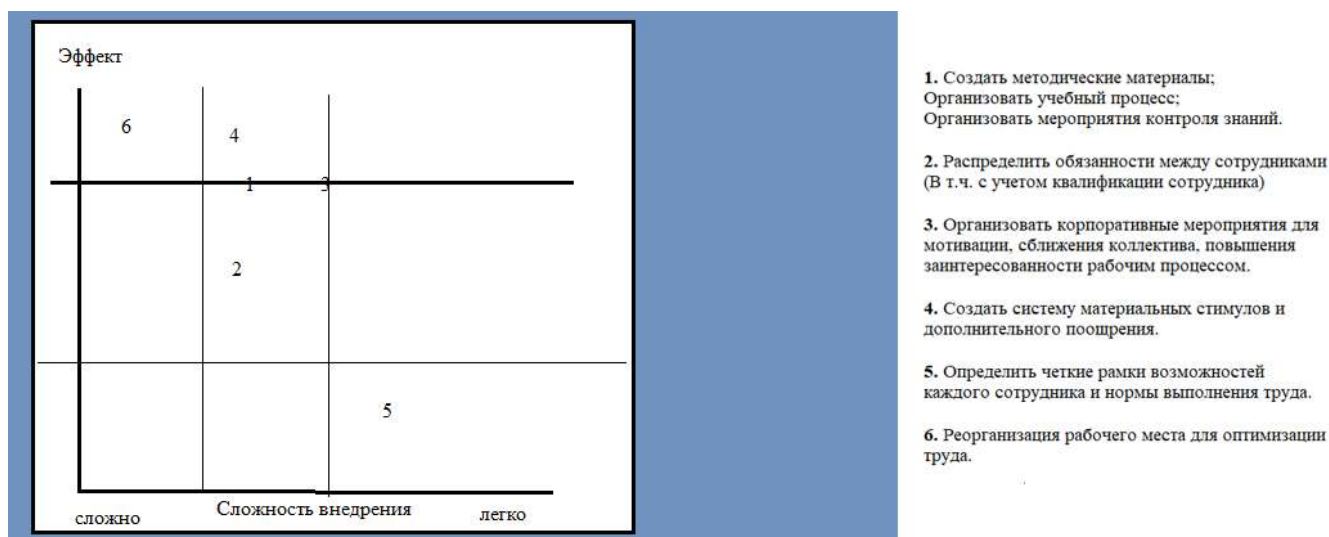 Эффект
6
4
1
3
2
5
сложно
Сложность внедрения
легко
1. Создать методические материалы;
Организовать учебный процесс;
Организовать мероприятия контроля знаний.
2. Распределить обязанности между сотрудниками
(В т.ч. с учетом квалификации сотрудника)
3. Организовать корпоративные мероприятия для
мотивации, сближения коллектива, повышения
заинтересованности рабочим процессом.
4. Создать систему материальных стимулов и
дополнительного поощрения.
5. Определить четкие рамки возможностей
каждого сотрудника и нормы выполнения труда.
6. Реорганизация рабочего места для оптимизации
труда.